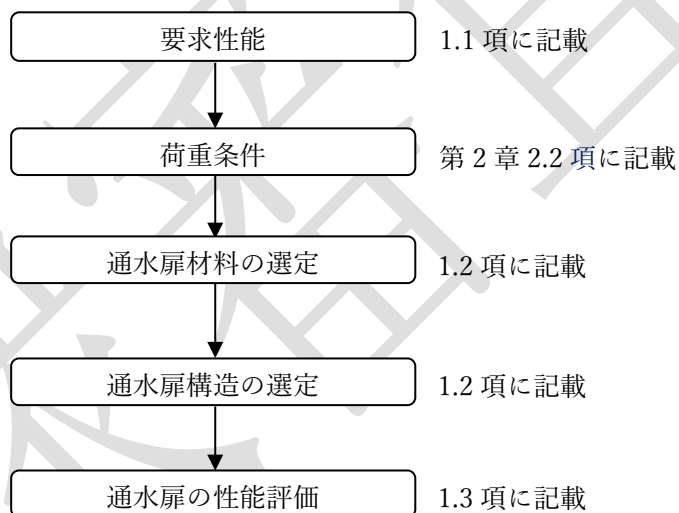 要求性能 1.1 項に記載
荷重条件 第 2 章 2.2 項に記載
通水扉材料の選定 1.2 項に記載
通水扉構造の選定 1.2 項に記載
通水扉の性能評価 1.3 項に記載